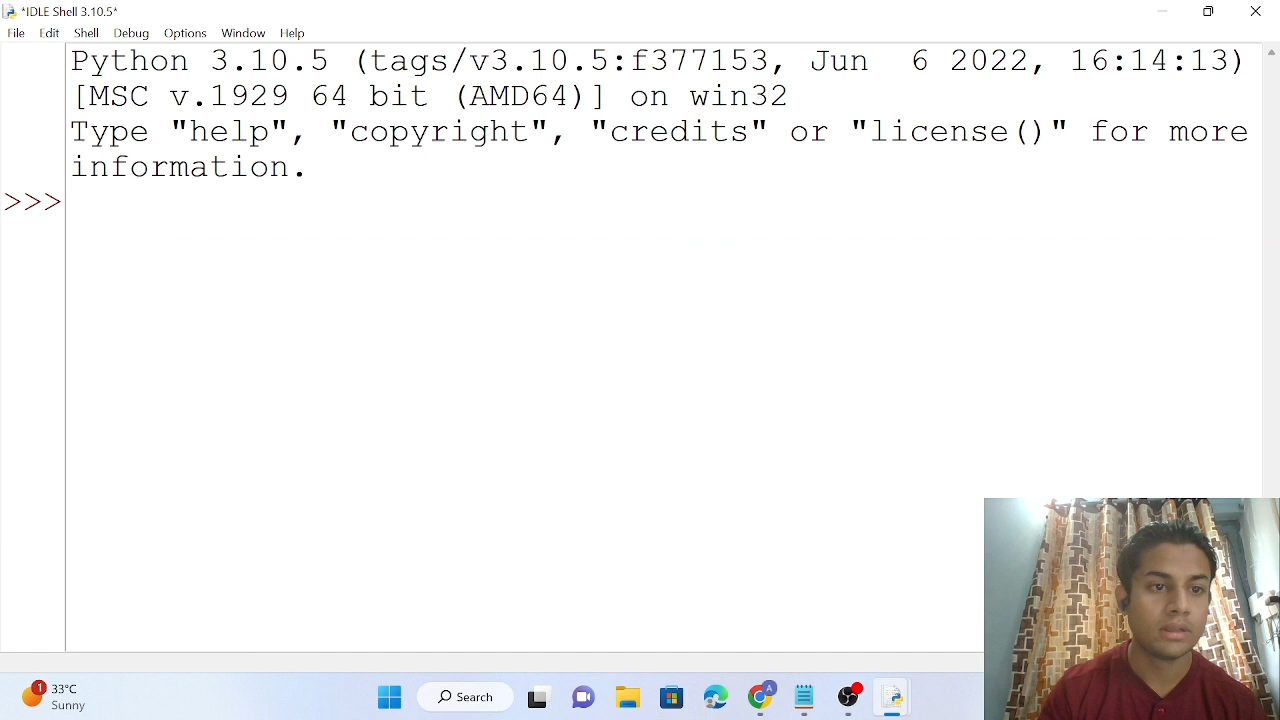 *IDLE Shell 3.10.5*
File Edit Shell Debug Options Window Help
Python 3.10.5 (tags/v3.10.5:f377153, Jun  6 2022, 16:14:13)
[MSC v.1929 64 bit (AMD64)] on win32
Type "help", "copyright", "credits" or "license()" for more
information.
>>>
1
33°C
Sunny
Search
A